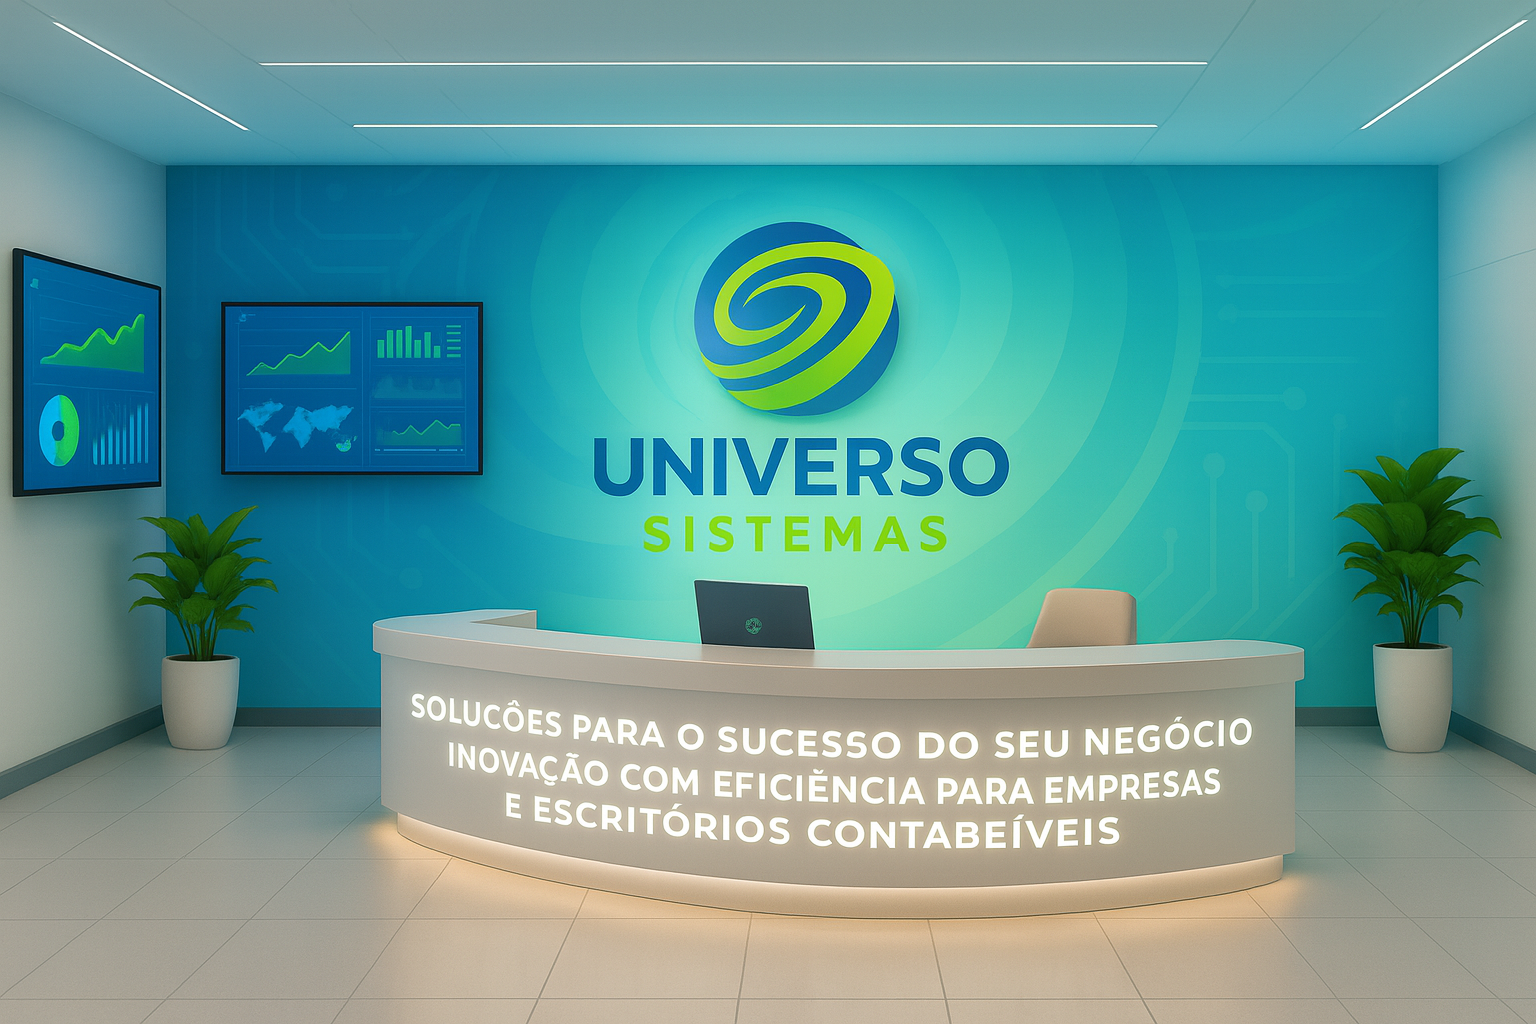 UNIVERSO
SISTEMAS
SOLUCÕES PARA O SUCESSO DO SEU NEGÓCIO
INOVAÇÃO COM EFICIÊNCIA PARA EMPRESAS
E ESCRITÓRIOS CONTABEÍVEIS